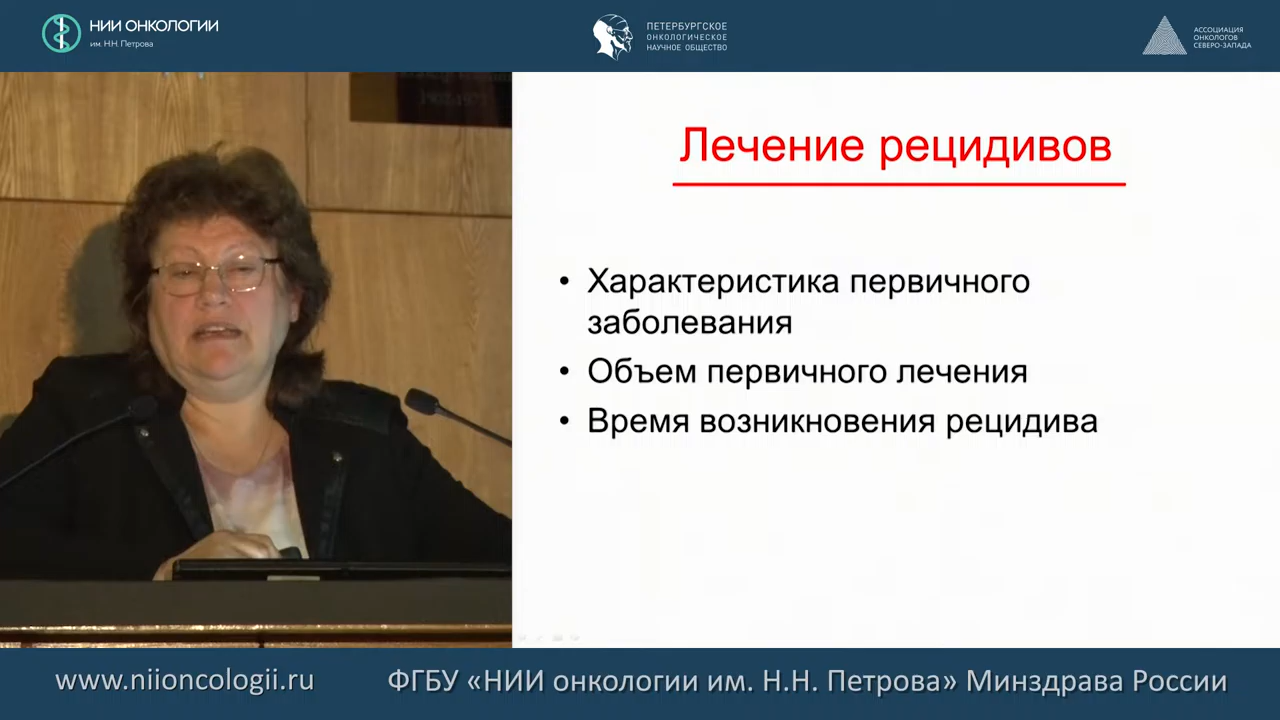 НИИ ОНКОЛОГИИ
им. Н.Н. Петрова
ПЕТЕРБУРГСКОЕ
ОНКОЛОГИЧЕСКОЕ
НАУЧНОЕ ОБЩЕСТВО
АССОЦИАЦИЯ
ОНКОЛОГОВ
СЕВЕРО-ЗАПАДА
Лечение рецидивов
• Характеристика первичного
заболевания
• Объем первичного лечения
• Время возникновения рецидива
www.niioncologii.ru
ФГБУ «НИИ онкологии им. Н.Н. Петрова» Минздрава России